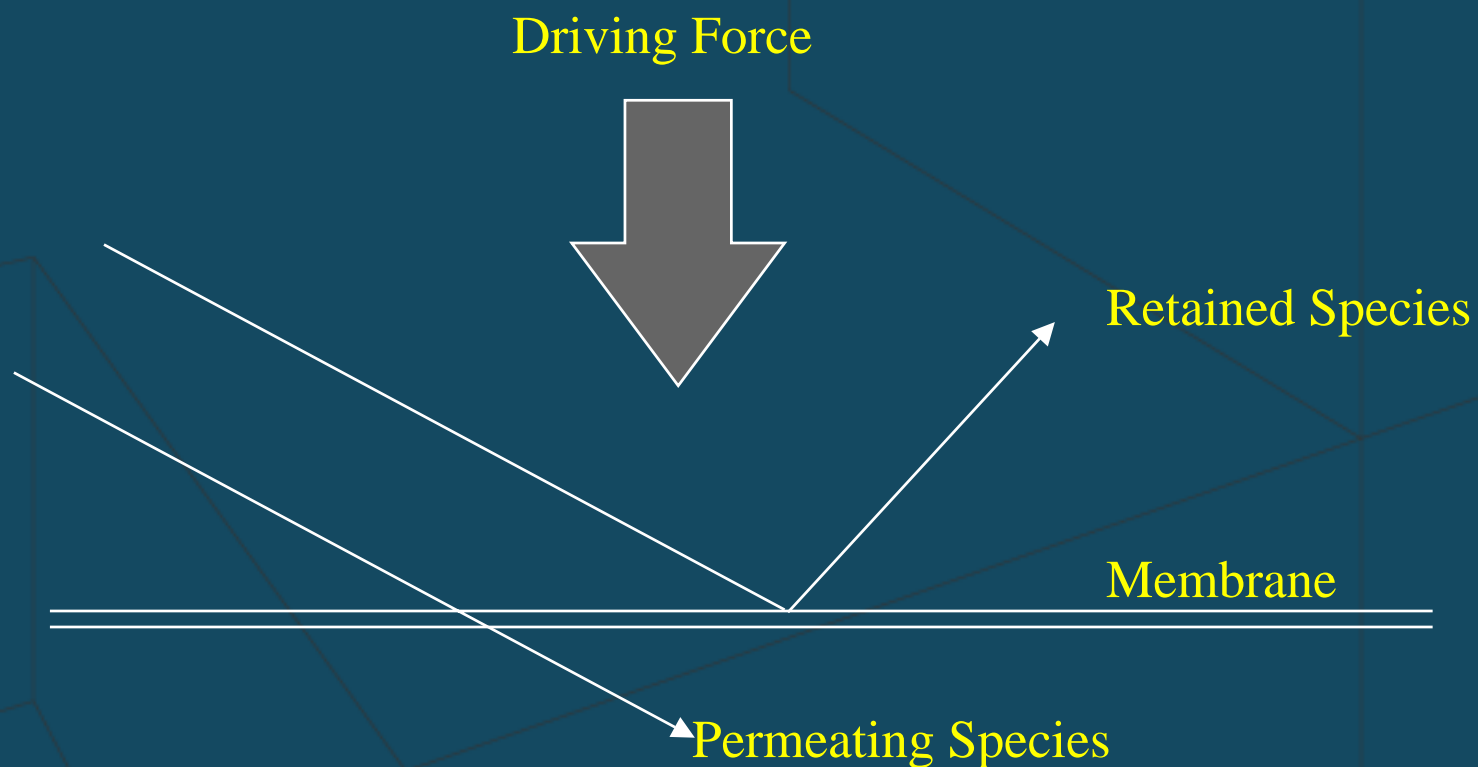 Driving Force
Retained Species
Membrane
Permeating Species